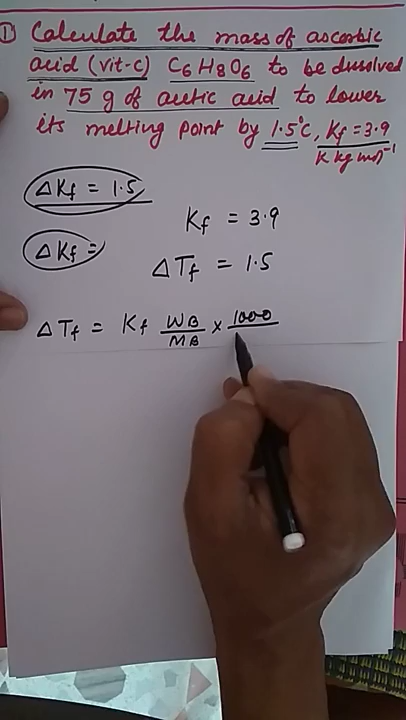 ① Calculate the mass of ascorbic
acid (vit-c) C6H8O6 to be dissolved
in 75 g of acetic acid to lower
its melting point by 1.5°C, Kf = 3.9
K kg mol⁻¹
ΔKf = 1.5
Kf = 3.9
ΔKf =
ΔTf = 1.5
ΔTf = Kf WB/MB × 1000